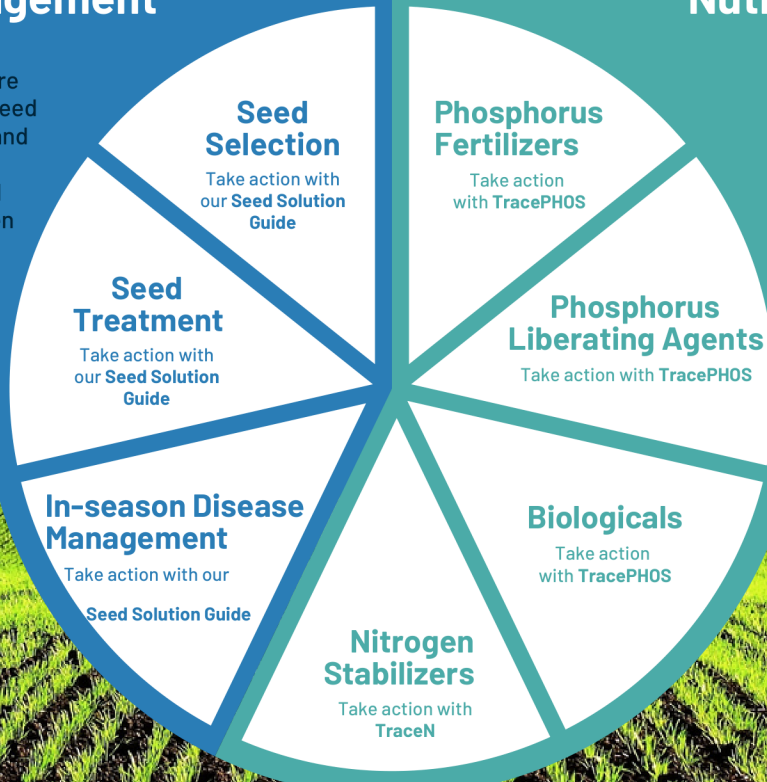 Seed
Selection
Take action with
our Seed Solution
Guide
Phosphorus
Fertilizers
Take action
with TracePHOS
Seed
Treatment
Take action with
our Seed Solution
Guide
Phosphorus
Liberating Agents
Take action with TracePHOS
In-season Disease
Management
Take action with our
Seed Solution Guide
Biologicals
Take action
with TracePHOS
Nitrogen
Stabilizers
Take action with
TraceN